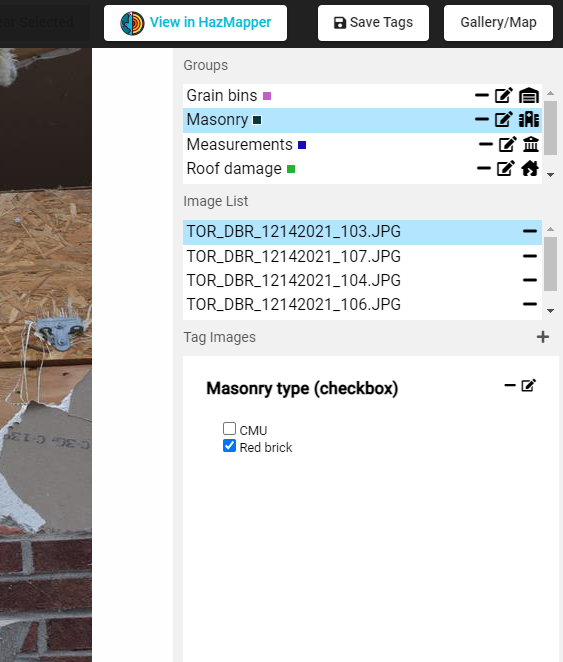 ear Selected
View in HazMapper
Save Tags
Gallery/Map
Groups
Grain bins
Masonry
Measurements
Roof damage
Image List
TOR_DBR_12142021_103.JPG
TOR_DBR_12142021_107.JPG
TOR_DBR_12142021_104.JPG
TOR_DBR_12142021_106.JPG
Tag Images
Masonry type (checkbox)
CMU
Red brick